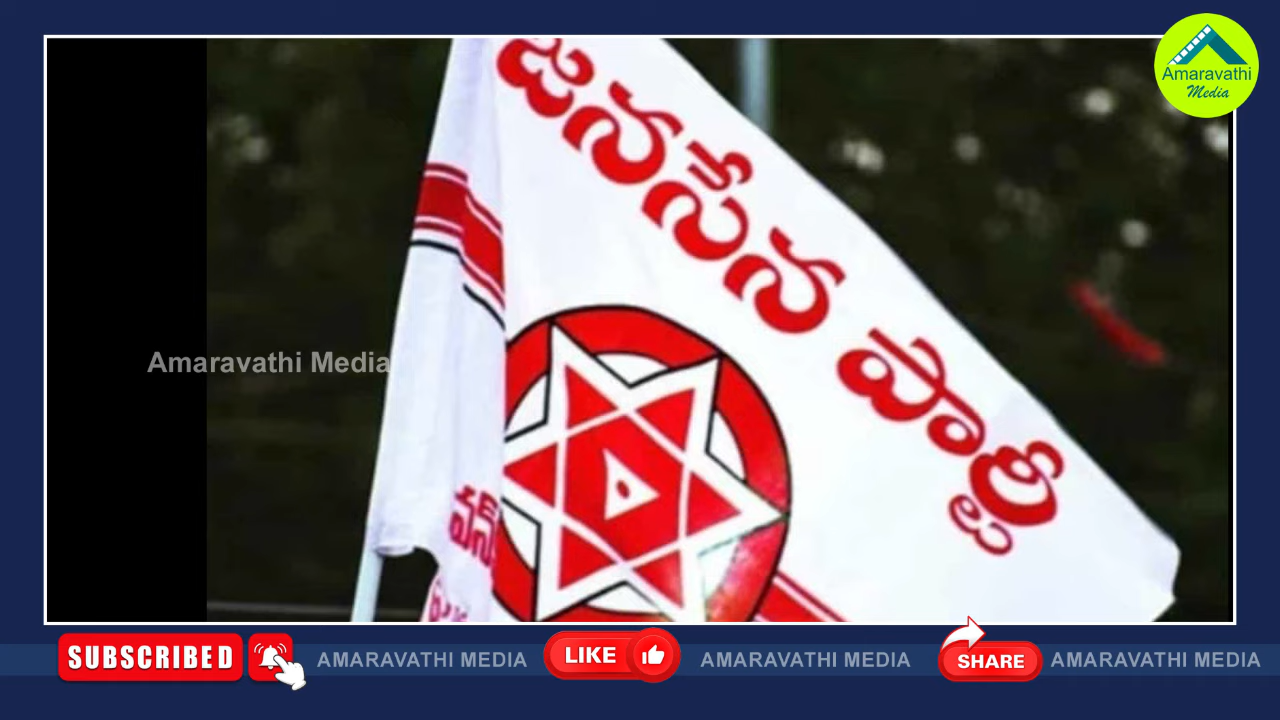 Amaravathi
Media
జనసేన పార్టీ
Amaravathi Media
SUBSCRIBED
AMARAVATHI MEDIA
LIKE
AMARAVATHI MEDIA
SHARE
AMARAVATHI MEDIA